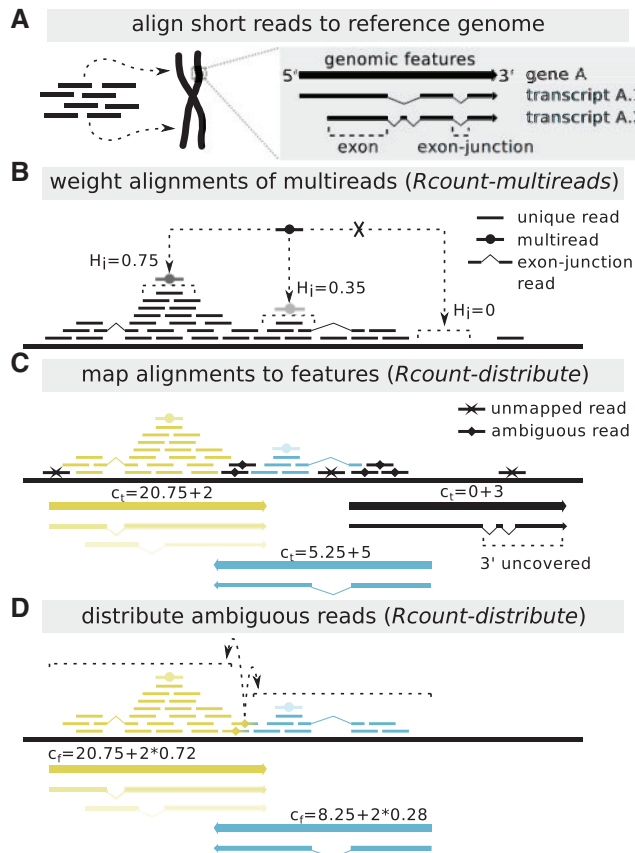 A
align short reads to reference genome
genomic features
5'
3'
gene A
transcript A.
transcript A.
exon
exon-junction
B
weight alignments of multireads (Rcount-multireads)
unique read
multiread
exon-junction
read
Hi=0.75
Hi=0.35
Hi=0
C
map alignments to features (Rcount-distribute)
unmapped read
ambiguous read
ct=20.75+2
ct=0+3
ct=5.25+5
3' uncovered
D
distribute ambiguous reads (Rcount-distribute)
cf=20.75+2*0.72
cf=8.25+2*0.28